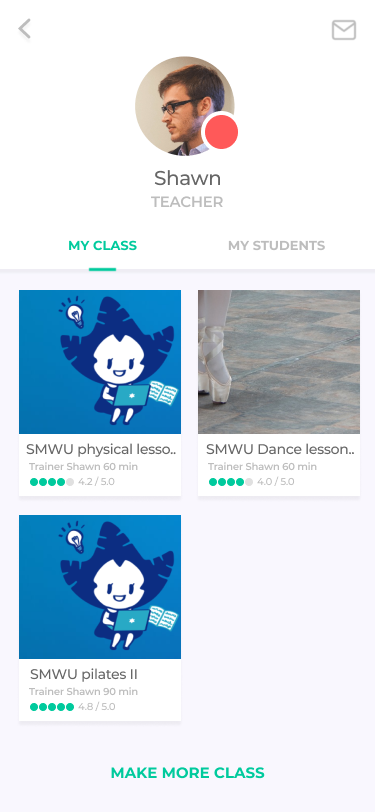 Shawn
TEACHER
MY CLASS
MY STUDENTS
SMWU physical lesso..
Trainer Shawn 60 min
4.2 / 5.0
SMWU Dance lesson..
Trainer Shawn 60 min
4.0 / 5.0
SMWU pilates II
Trainer Shawn 90 min
4.8 / 5.0
MAKE MORE CLASS